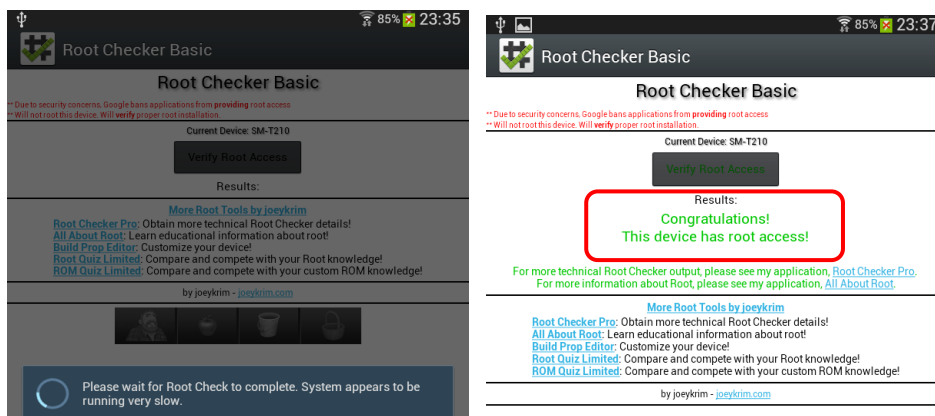 85% 23:35
Root Checker Basic
Root Checker Basic
** Due to security concerns, Google bans applications from providing root access
** Will not root this device. Will verify proper root installation.
Current Device: SM-T210
Verify Root Access
Results:
More Root Tools by joeykrim
Root Checker Pro: Obtain more technical Root Checker details!
All About Root: Learn educational information about root!
Build Prop Editor: Customize your device!
Root Quiz Limited: Compare and compete with your Root knowledge!
ROM Quiz Limited: Compare and compete with your custom ROM knowledge!
by joeykrim - joeykrim.com
Please wait for Root Check to complete. System appears to be
running very slow.
85% 23:37
Root Checker Basic
Root Checker Basic
** Due to security concerns, Google bans applications from providing root access
** Will not root this device. Will verify proper root installation.
Current Device: SM-T210
Verify Root Access
Results:
Congratulations!
This device has root access!
For more technical Root Checker output, please see my application, Root Checker Pro.
For more information about Root, please see my application, All About Root.
More Root Tools by joeykrim
Root Checker Pro: Obtain more technical Root Checker details!
All About Root: Learn educational information about root!
Build Prop Editor: Customize your device!
Root Quiz Limited: Compare and compete with your Root knowledge!
ROM Quiz Limited: Compare and compete with your custom ROM knowledge!
by joeykrim - joeykrim.com